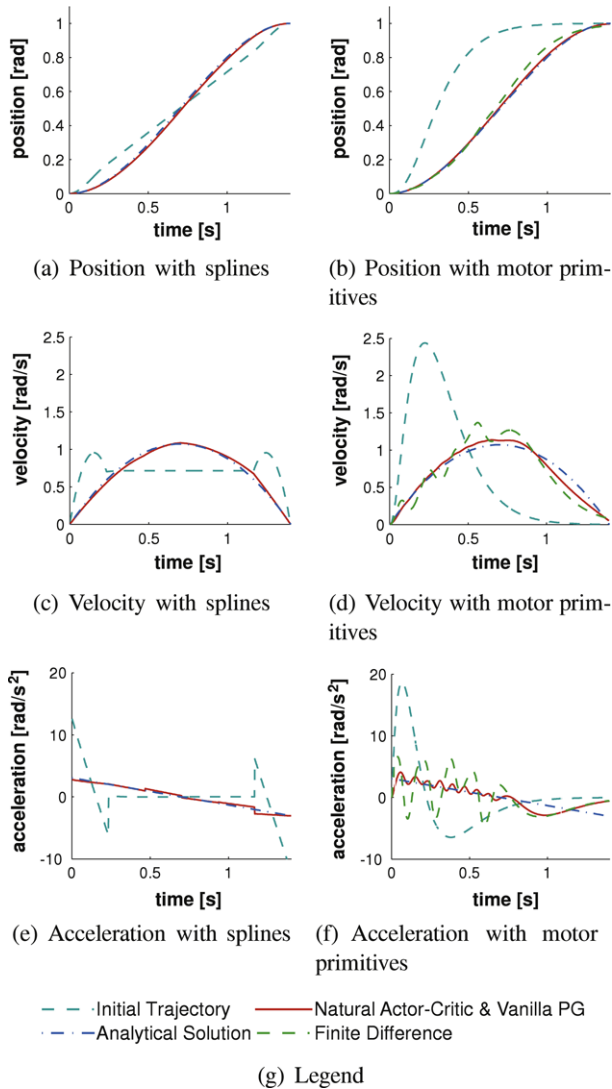 position [rad]
1
0.8
0.6
0.4
0.2
0
0 0.5 1
time [s]
(a) Position with splines
position [rad]
1
0.8
0.6
0.4
0.2
0
0 0.5 1
time [s]
(b) Position with motor prim-
itives
velocity [rad/s]
2.5
2
1.5
1
0.5
0
0 0.5 1
time [s]
(c) Velocity with splines
velocity [rad/s]
2.5
2
1.5
1
0.5
0
0 0.5 1
time [s]
(d) Velocity with motor prim-
itives
acceleration [rad/s²]
20
10
0
-10
0 0.5 1
time [s]
(e) Acceleration with splines
acceleration [rad/s²]
20
10
0
-10
0 0.5 1
time [s]
(f) Acceleration with motor
primitives
Initial Trajectory Natural Actor-Critic & Vanilla PG
Analytical Solution Finite Difference
(g) Legend